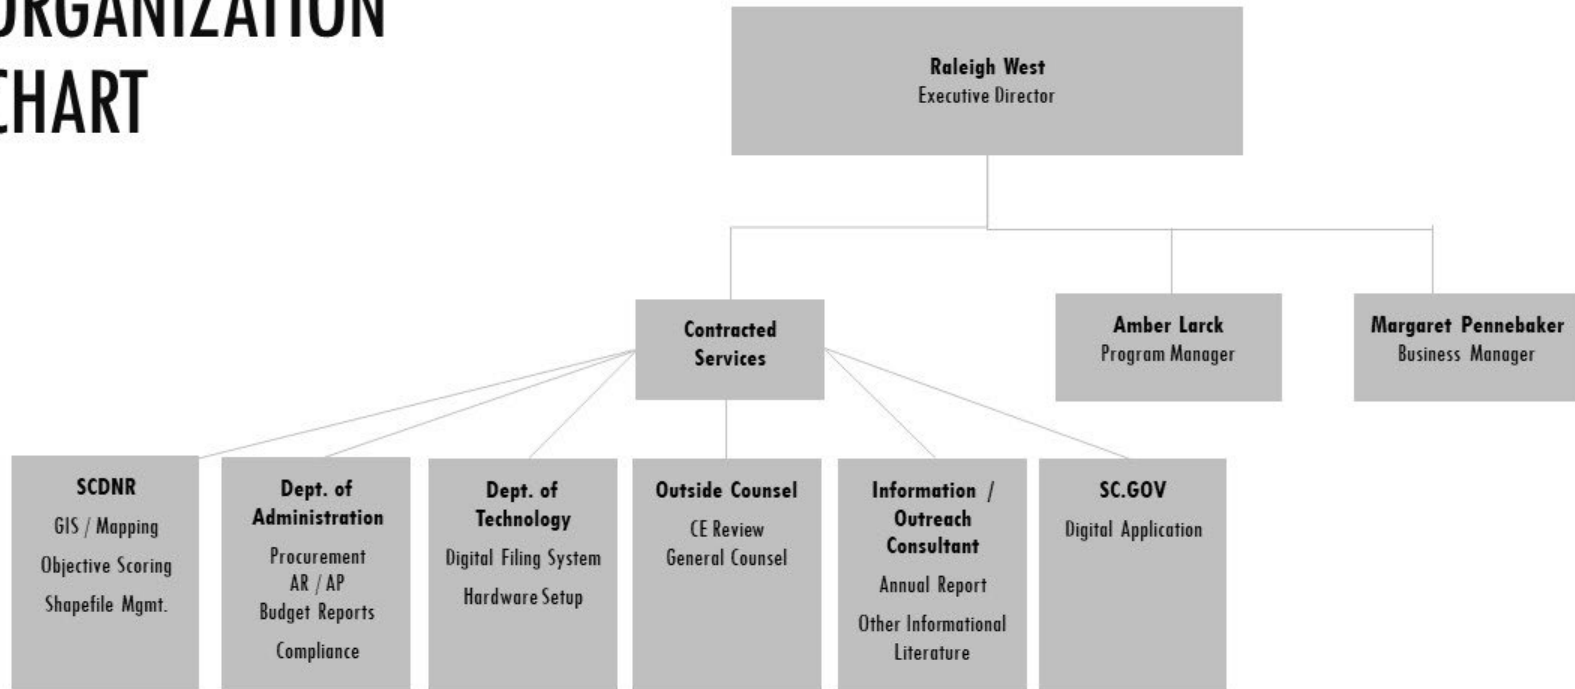 ORGANIZATION
CHART
Raleigh West
Executive Director
Contracted
Services
Amber Larck
Program Manager
Margaret Pennebaker
Business Manager
SCDNR
GIS / Mapping
Objective Scoring
Shapefile Mgmt.
Dept. of
Administration
Procurement
AR / AP
Budget Reports
Compliance
Dept. of
Technology
Digital Filing System
Hardware Setup
Outside Counsel
CE Review
General Counsel
Information /
Outreach
Consultant
Annual Report
Other Informational
Literature
SC.GOV
Digital Application